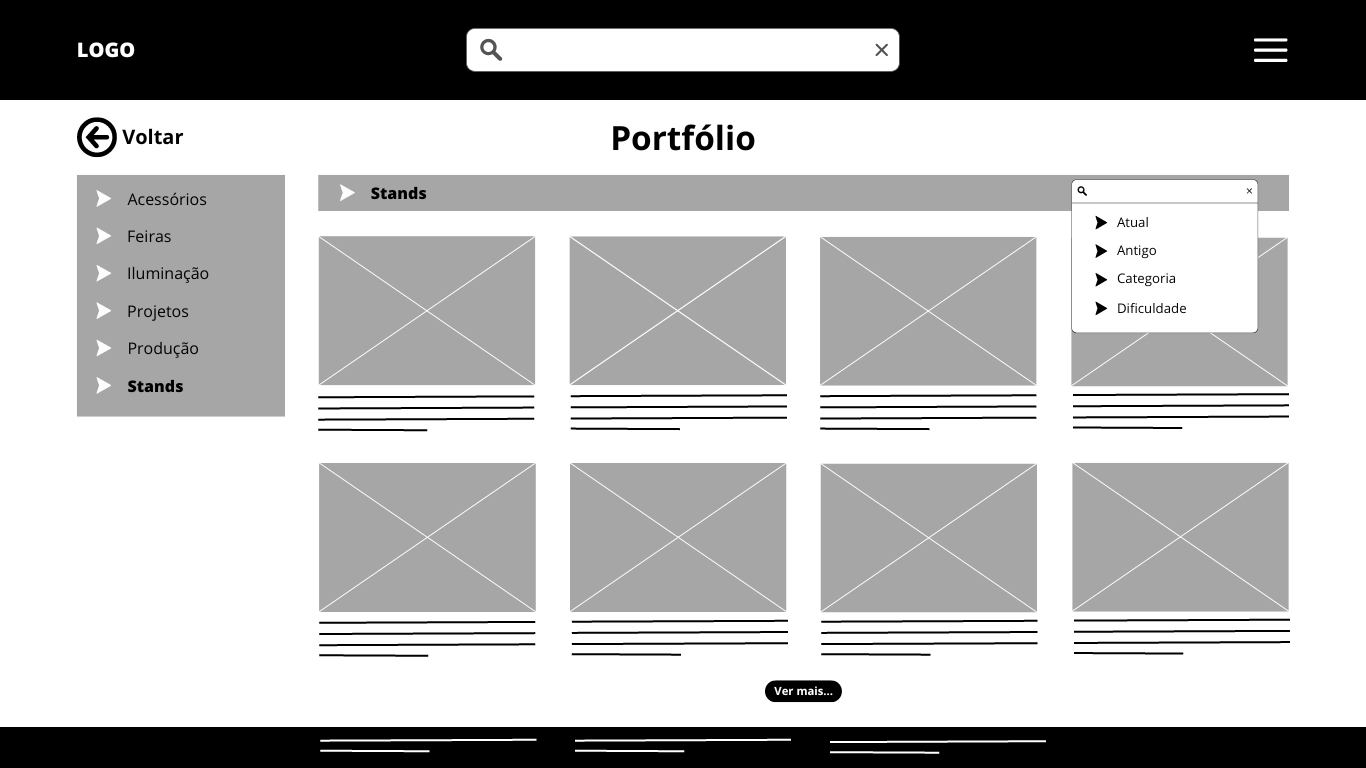 LOGO
Voltar
Portfólio
Acessórios
Feiras
Iluminação
Projetos
Produção
Stands
Stands
Atual
Antigo
Categoria
Dificuldade
Ver mais...